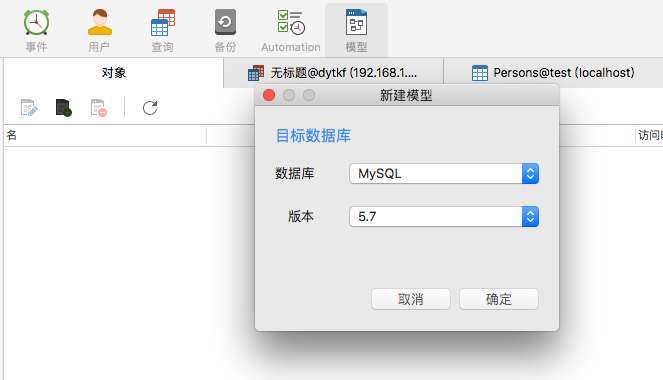 事件 用户 查询 备份 Automation 模型
对象 无标题@dytkf (192.168.1.... Persons@test (localhost)
新建模型
名 访问时
目标数据库
数据库 MySQL
版本 5.7
取消 确定